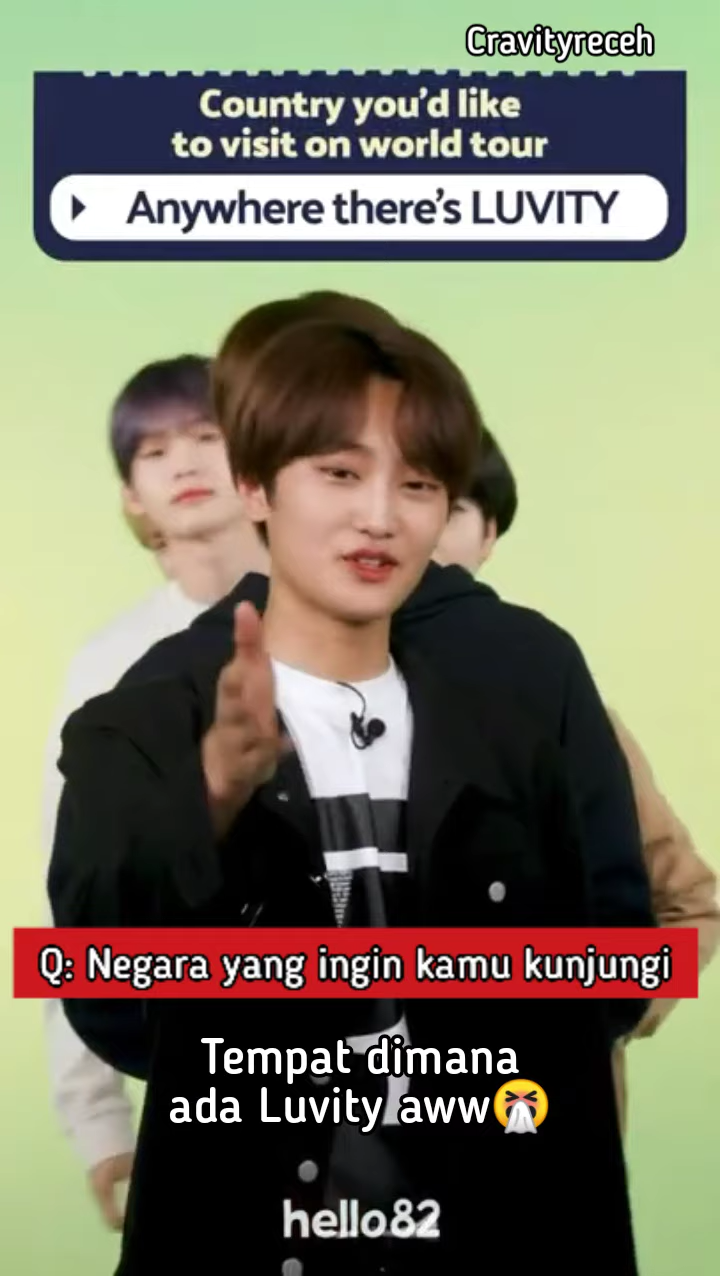 Cravityreceh
Country you'd like
to visit on world tour
Anywhere there's LUVITY
Q: Negara yang ingin kamu kunjungi
Tempat dimana
ada Luvity aww🤧
hello82